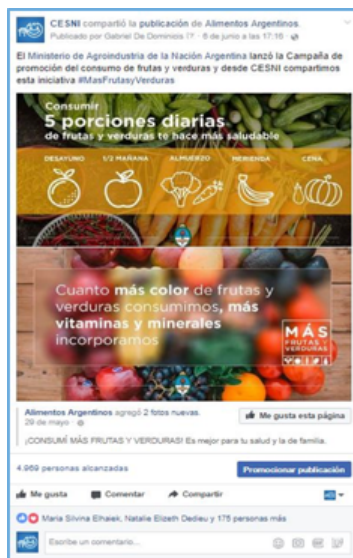 CESNI compartió la publicación de Alimentos Argentinos.
Publicado por Gabriel De Dominicis [?] · 6 de junio a las 17:16 ·
El Ministerio de Agroindustria de la Nación Argentina lanzó la Campaña de
promoción del consumo de frutas y verduras y desde CESNI compartimos
esta iniciativa #MasFrutasyVerduras
Consumir
5 porciones diarias
de frutas y verduras te hace más saludable
DESAYUNO 1/2 MAÑANA ALMUERZO MERIENDA CENA
Cuanto más color de frutas y
verduras consumimos, más
vitaminas y minerales
incorporamos
MÁS
FRUTAS Y
VERDURAS
Alimentos Argentinos agregó 2 fotos nuevas.
29 de mayo ·
Me gusta esta página
¡CONSUMÍ MÁS FRUTAS Y VERDURAS! Es mejor para tu salud y la de familia.
4.969 personas alcanzadas
Promocionar publicación
Me gusta Comentar Compartir
Maria Silvina Elhaiek, Natalie Elizeth Dedieu y 175 personas más
Escribe un comentario...